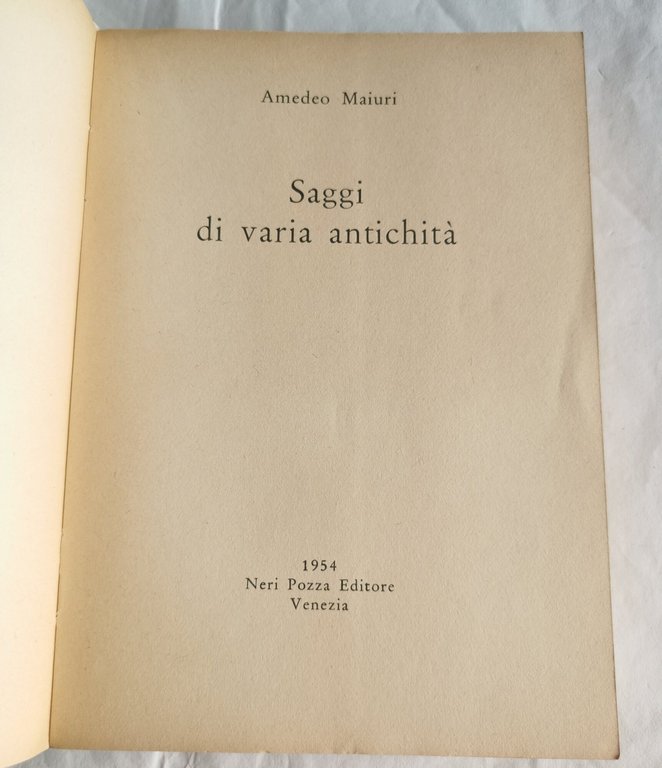 Amedeo Maiuri
Saggi
di varia antichità
1954
Neri Pozza Editore
Venezia